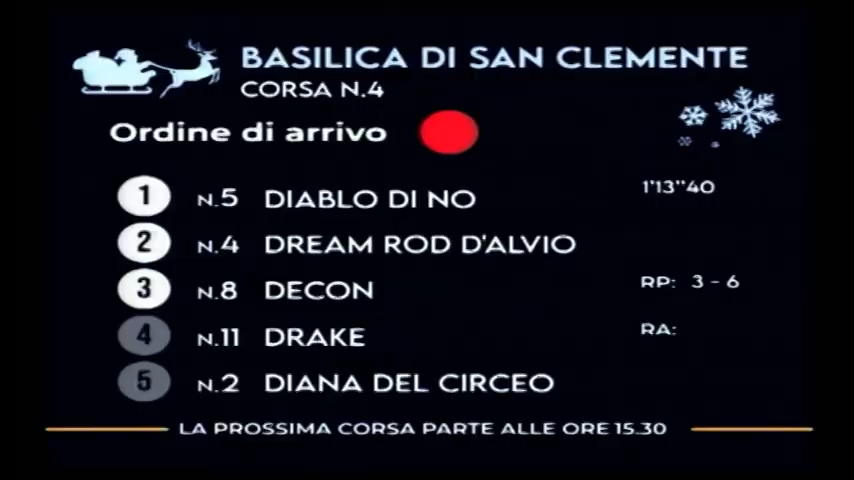 BASILICA DI SAN CLEMENTE
CORSA N.4
Ordine di arrivo
1 N.5 DIABLO DI NO 1'13"40
2 N.4 DREAM ROD D'ALVIO
3 N.8 DECON RP: 3 - 6
4 N.11 DRAKE RA:
5 N.2 DIANA DEL CIRCEO
LA PROSSIMA CORSA PARTE ALLE ORE 15.30